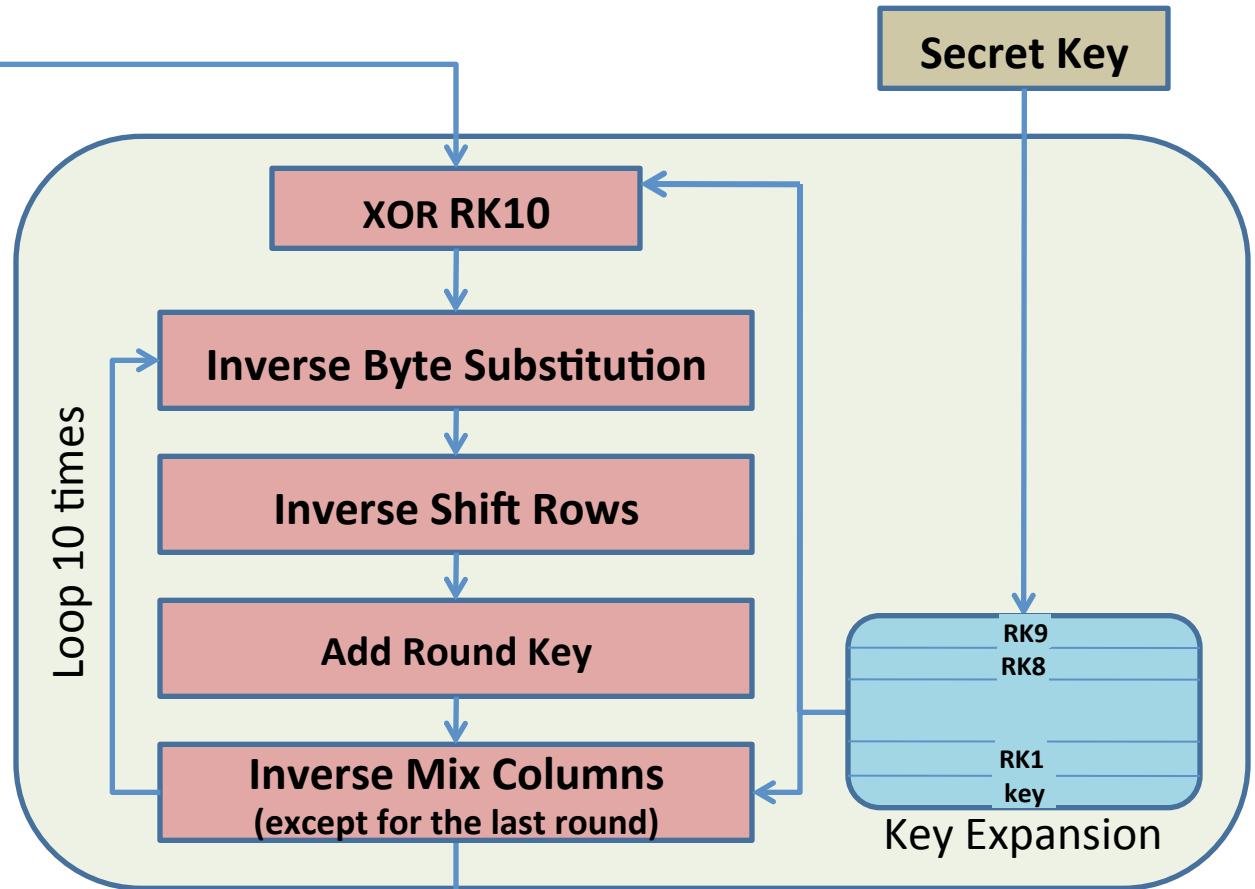 Secret Key
XOR RK10
Inverse Byte Substitution
Inverse Shift Rows
Add Round Key
Inverse Mix Columns
(except for the last round)
Loop 10 times
RK9
RK8
RK1
key
Key Expansion